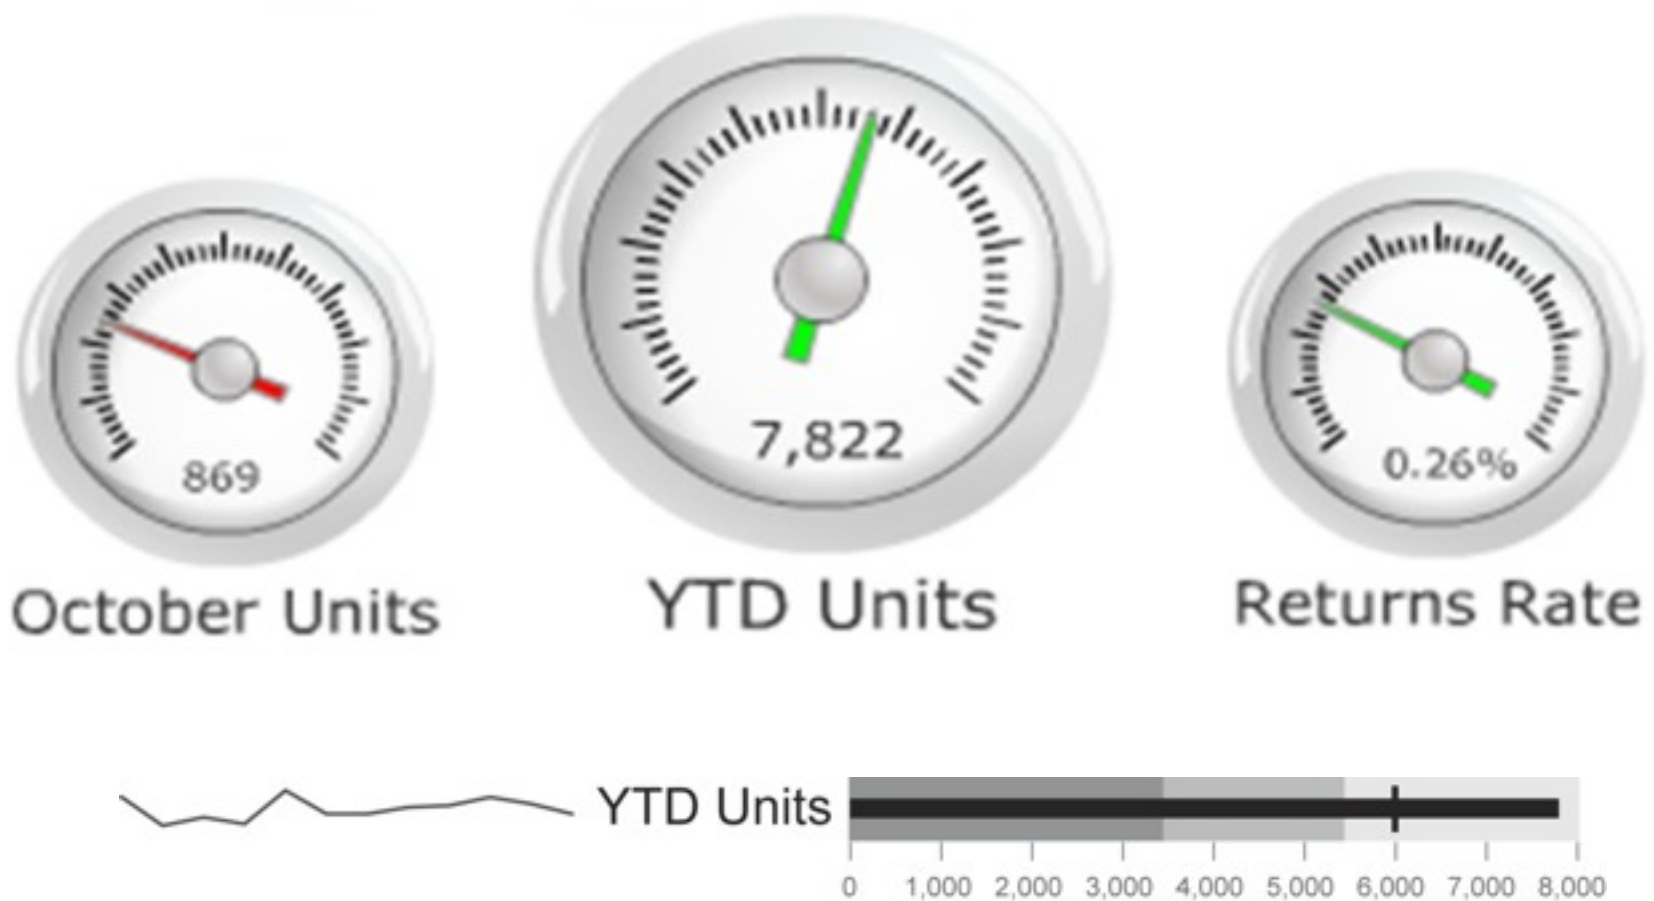 869
7,822
0.26%
October Units
YTD Units
Returns Rate
YTD Units
0 1,000 2,000 3,000 4,000 5,000 6,000 7,000 8,000